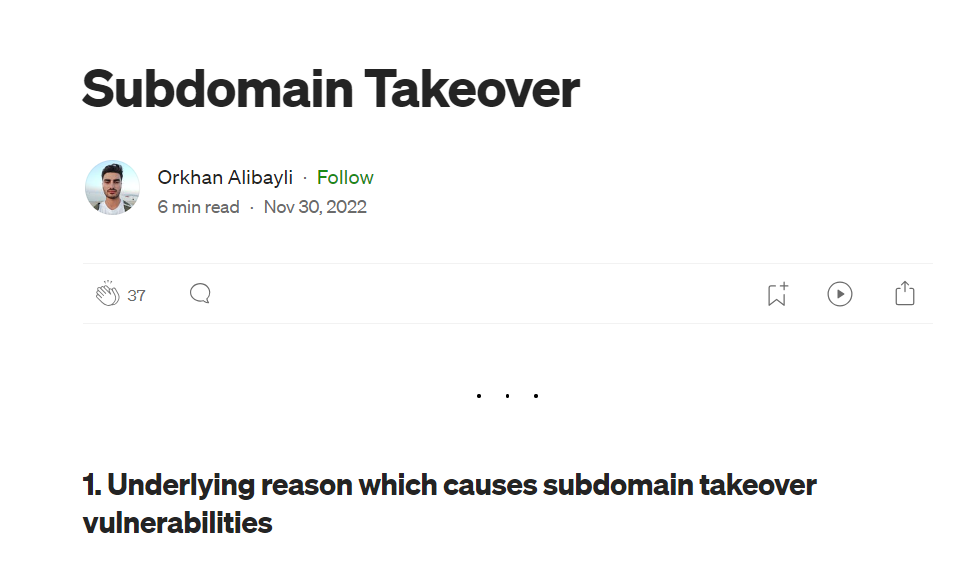 Subdomain Takeover
Orkhan Alibayli · Follow
6 min read · Nov 30, 2022
37
. . .
1. Underlying reason which causes subdomain takeover
vulnerabilities